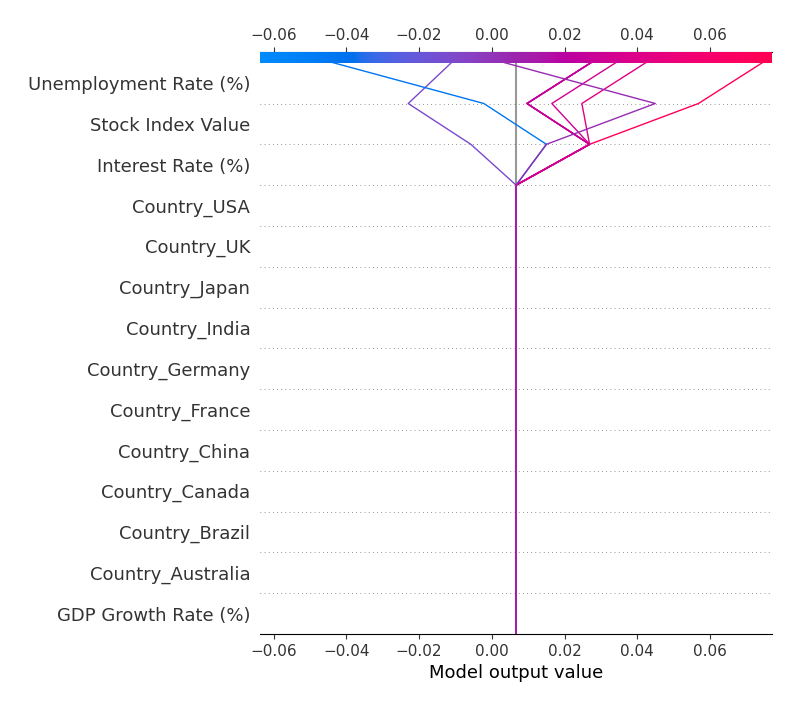 −0.06 −0.04 −0.02 0.00 0.02 0.04 0.06
Unemployment Rate (%)
Stock Index Value
Interest Rate (%)
Country_USA
Country_UK
Country_Japan
Country_India
Country_Germany
Country_France
Country_China
Country_Canada
Country_Brazil
Country_Australia
GDP Growth Rate (%)
−0.06 −0.04 −0.02 0.00 0.02 0.04 0.06
Model output value